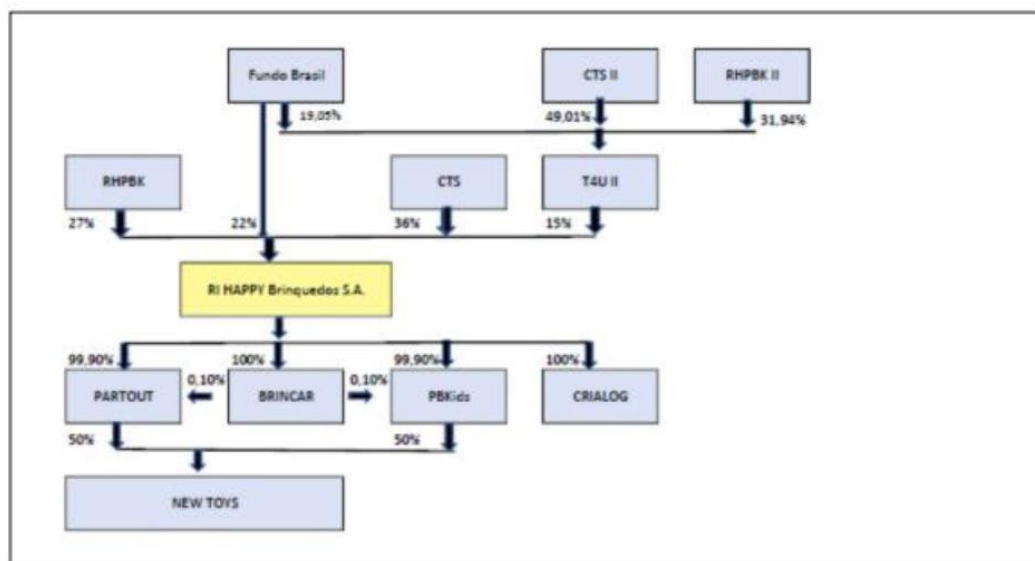 Fundo Brasil
CTS II
RHPBK II
19,05%
49,01%
31,94%
RHPBK
CTS
T4U II
27%
22%
36%
15%
RI HAPPY Brinquedos S.A.
99,90%
100%
99,90%
100%
PARTOUT
0,10%
BRINCAR
0,10%
PBKids
CRIALOG
50%
50%
NEW TOYS